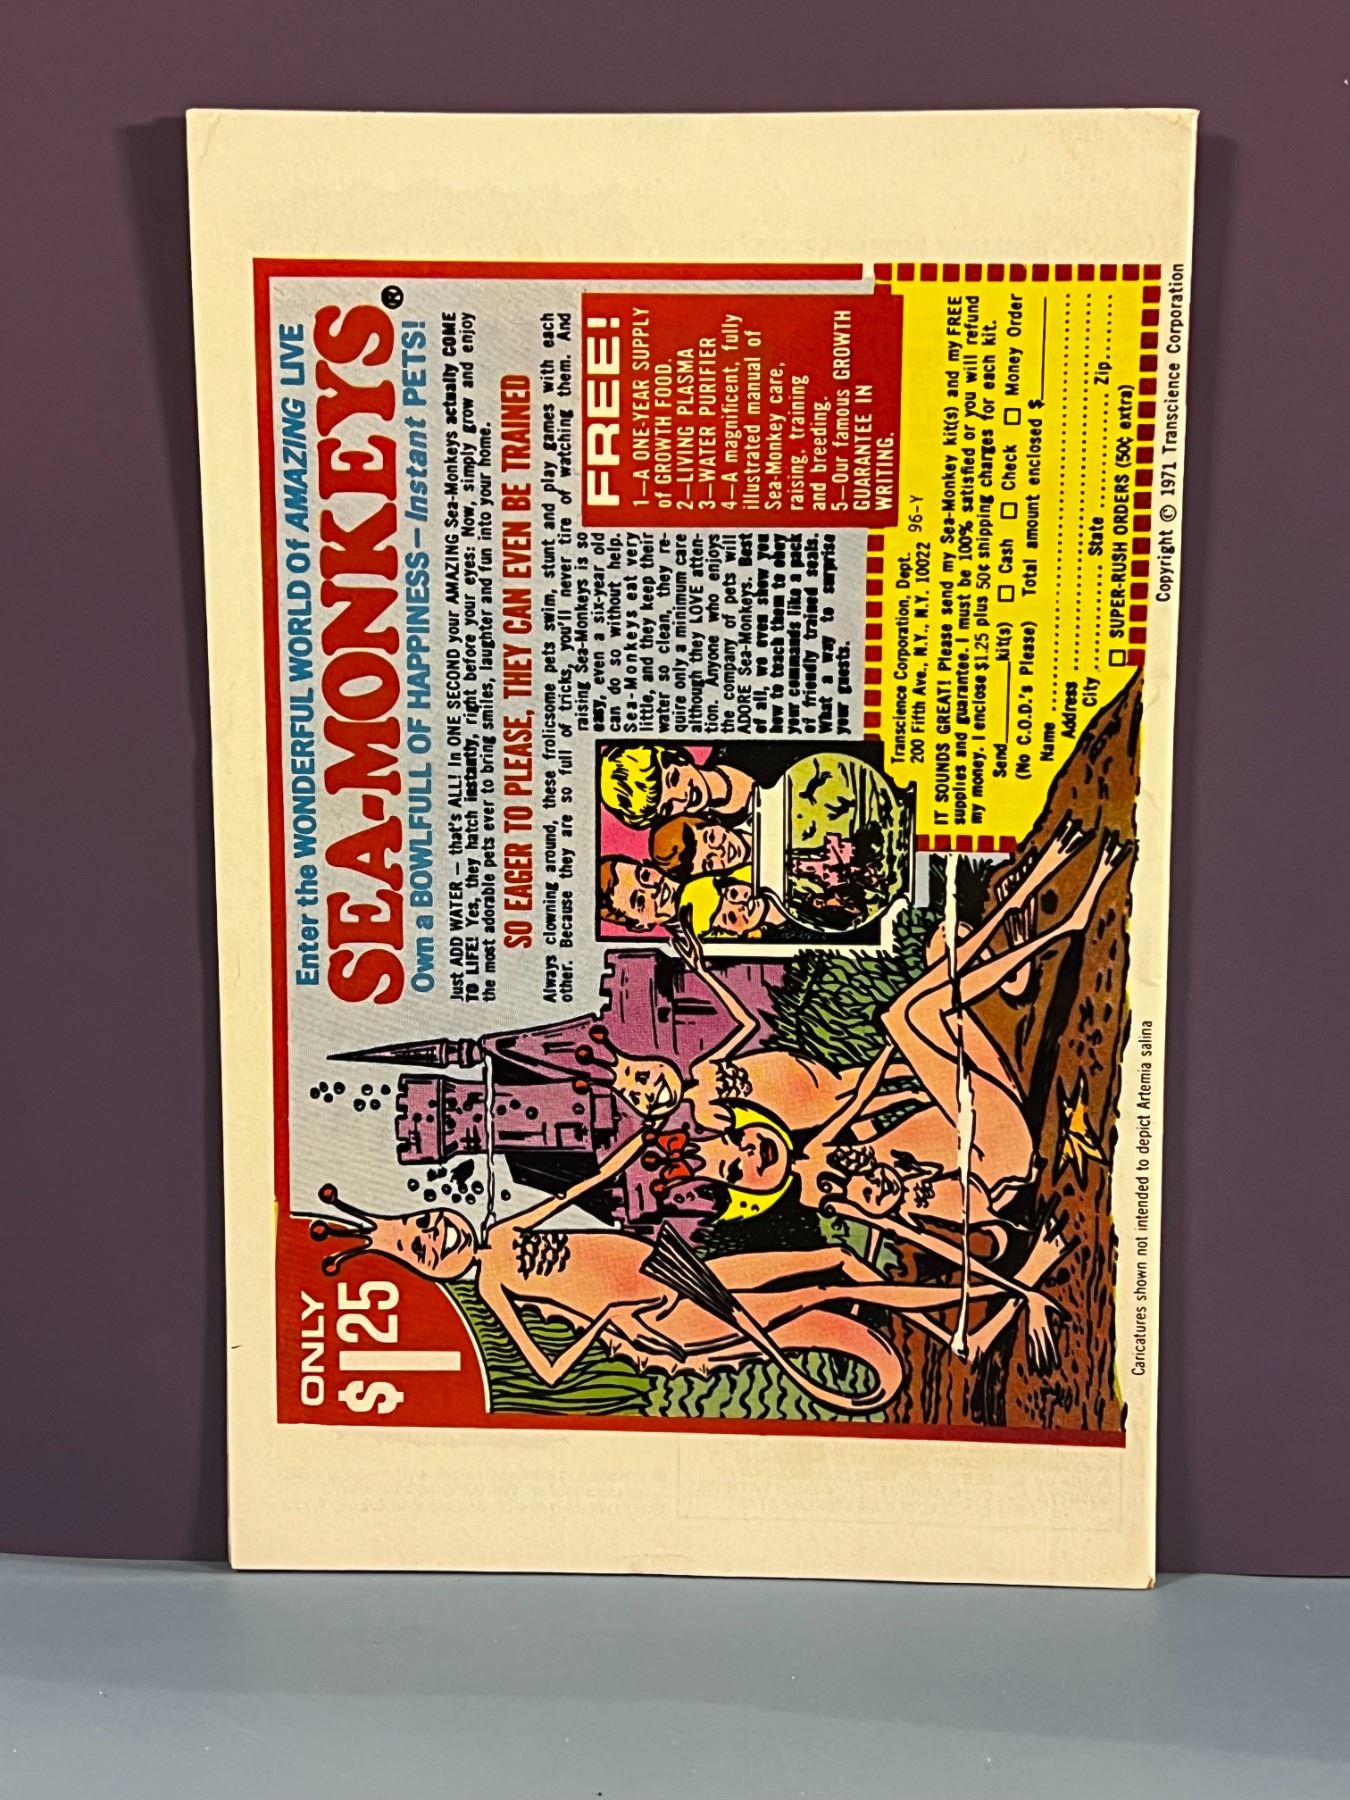 ONLY
$1.25
Enter the WONDERFUL WORLD Of AMAZING LIVE
SEA-MONKEYS®
Own a BOWLFULL OF HAPPINESS—Instant PETS!
Just ADD WATER — that's ALL! In ONE SECOND your AMAZING Sea-Monkeys actually COME
TO LIFE! Yes, they hatch instantly, right before your eyes: Now, simply grow and enjoy
the most adorable pets ever to bring smiles, laughter and fun into your home.
SO EAGER TO PLEASE, THEY CAN EVEN BE TRAINED
Always clowning around, these frolicsome pets swim, stunt and play games with each
other. Because they are so full of tricks, you'll never tire of watching them. And
raising Sea-Monkeys is so
easy, even a six-year old
can do so without help.
Sea-Monkeys eat very
little, and they keep their
water so clean, they re-
quire only a minimum care
although they LOVE atten-
tion. Anyone who enjoys
the company of pets will
ADORE Sea-Monkeys. Best
of all, we even show you
how to teach them to obey
your commands like a pack
of friendly trained seals.
What a way to surprise
your guests.
FREE!
1—A ONE-YEAR SUPPLY
of GROWTH FOOD.
2—LIVING PLASMA
3—WATER PURIFIER
4—A magnificent, fully
illustrated manual of
Sea-Monkey care,
raising, training
and breeding.
5—Our famous GROWTH
GUARANTEE IN
WRITING.
Transcience Corporation, Dept.
200 Fifth Ave., N.Y., N.Y. 10022 96-Y
IT SOUNDS GREAT! Please send my Sea-Monkey kit(s) and my FREE
supplies and guarantee. I must be 100% satisfied or you will refund
my money. I enclose $1.25 plus 50¢ shipping charges for each kit.
Send kit(s) □ Cash □ Check □ Money Order
(No C.O.D.'s Please) Total amount enclosed $
Name
Address
City State Zip
□ SUPER-RUSH ORDERS (50¢ extra)
Caricatures shown not intended to depict Artemia salina
Copyright © 1971 Transcience Corporation